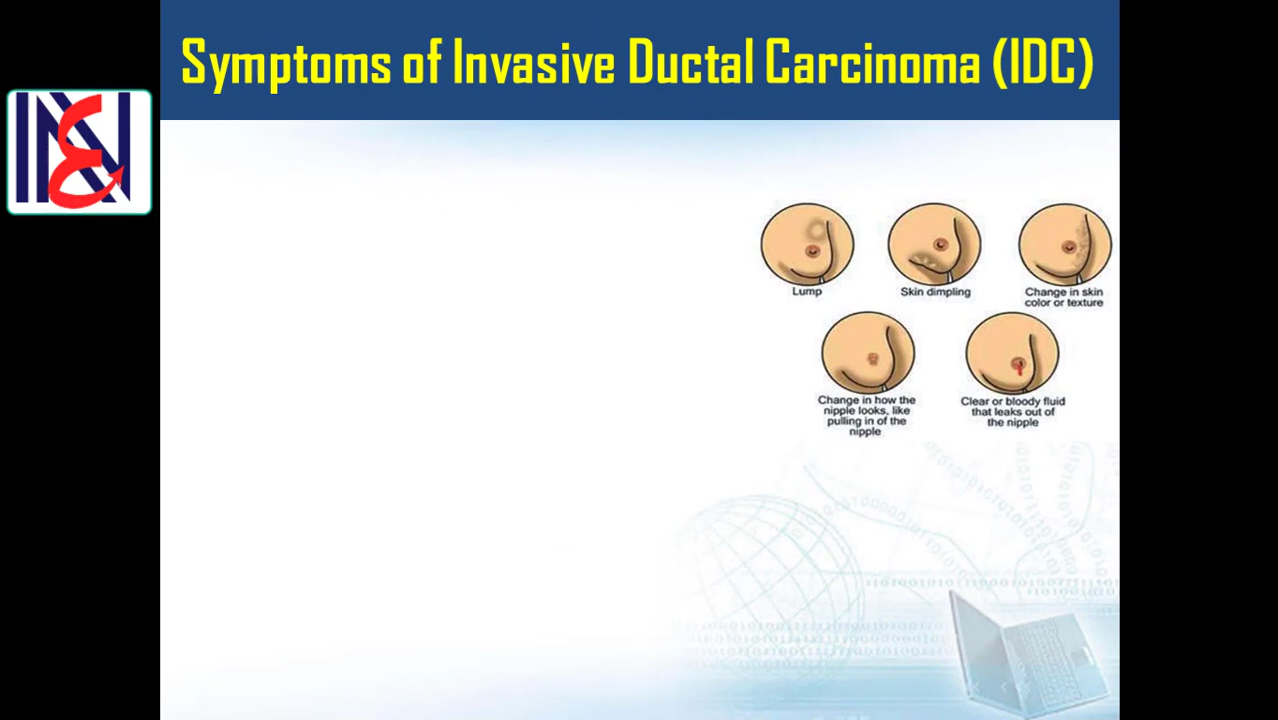 Symptoms of Invasive Ductal Carcinoma (IDC)
Lump
Skin dimpling
Change in skin
color or texture
Change in how the
nipple looks, like
pulling in of the
nipple
Clear or bloody fluid
that leaks out of
the nipple